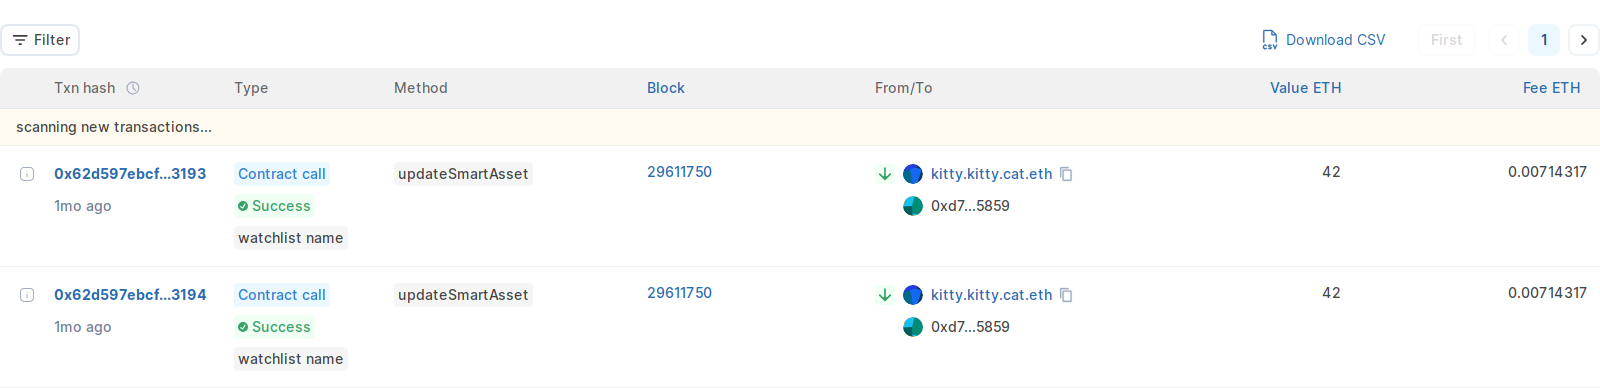 Filter Download CSV First 1
Txn hash Type Method Block From/To Value ETH Fee ETH
scanning new transactions...
0x62d597ebcf...3193 Contract call updateSmartAsset 29611750 kitty.kitty.cat.eth 42 0.00714317
1mo ago Success 0xd7...5859
watchlist name
0x62d597ebcf...3194 Contract call updateSmartAsset 29611750 kitty.kitty.cat.eth 42 0.00714317
1mo ago Success 0xd7...5859
watchlist name